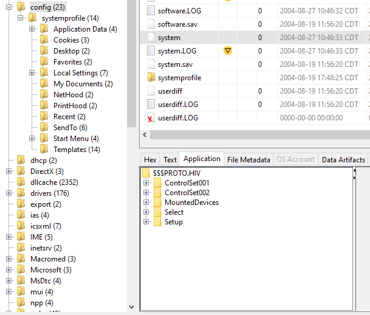 config (23)
systemprofile (14)
Application Data (4)
Cookies (3)
Desktop (2)
Favorites (2)
Local Settings (7)
My Documents (2)
NetHood (2)
PrintHood (2)
Recent (2)
SendTo (6)
Start Menu (4)
Templates (14)
dhcp (2)
DirectX (3)
dllcache (2352)
drivers (176)
export (2)
ias (4)
icsxml (7)
IME (5)
inetsrv (2)
Macromed (3)
Microsoft (3)
MsDtc (4)
mui (4)
npp (4)
software.LOG 0 2004-08-27 10:46:32 CDT
software.sav 0 2004-08-19 11:56:20 CDT
system 0 2004-08-27 10:46:33 CDT
system.LOG 0 2004-08-27 10:46:33 CDT
system.sav 0 2004-08-19 11:56:20 CDT
systemprofile 2004-08-19 17:48:25 CDT
userdiff 0 2004-08-19 11:56:20 CDT
userdiff.LOG 0 2004-08-19 11:56:20 CDT
userdiff.LOG 0 0000-00-00 00:00:00
Hex Text Application File Metadata OS Account Data Artifacts
$$$PROTO.HIV
ControlSet001
ControlSet002
MountedDevices
Select
Setup